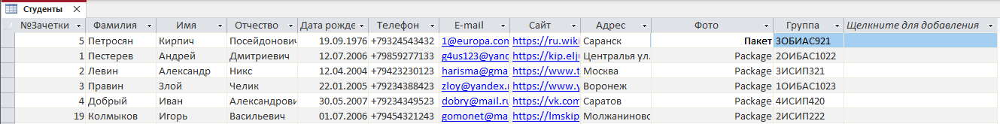 Студенты
№Зачетки Фамилия Имя Отчество Дата рожде Телефон E-mail Сайт Адрес Фото Группа Щелкните для добавления
5 Петросян Кирпич Посейдонович 19.09.1976 +79324543432 1@europa.com https://ru.wiki Саранск Пакет 3ОБИАС921
1 Пестерев Андрей Дмитриевич 12.07.2006 +79859277133 g4us123@yand https://kip.elj Централья ул. Package 2ОИБАС1022
2 Левин Александр Никс 12.04.2004 +79423230123 harisma@gma https://www.t Москва Package 3ИСИП321
3 Правин Злой Челик 22.01.2005 +79234388423 zloy@yandex.r https://www.y Воронеж Package 1ОИБАС1023
4 Добрый Иван Александрович 30.05.2007 +79234349523 dobry@mail.ru https://vk.com Саратов Package 4ИСИП420
19 Колмыков Игорь Васильевич 01.07.2006 +79454321243 gomonet@ma https://lmskip Молжаниново Package 2ИСИП222